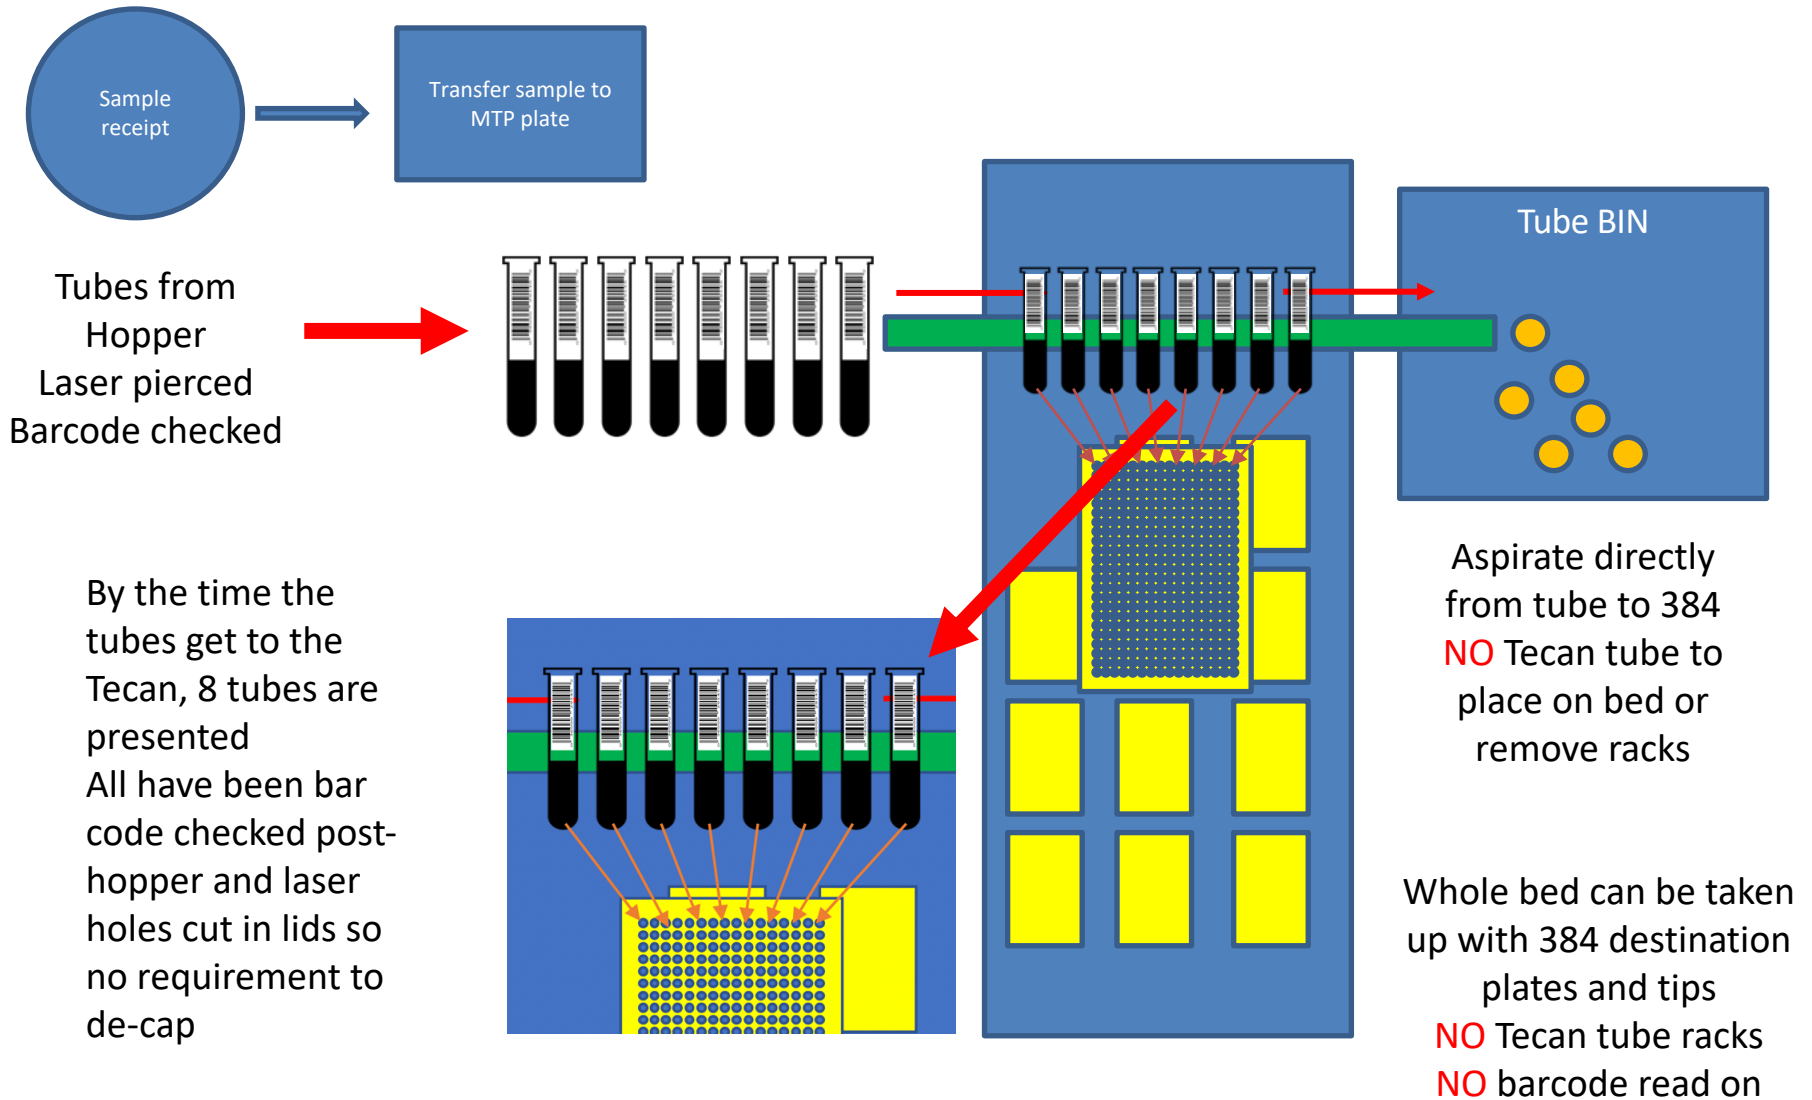 Sample
receipt
Transfer sample to
MTP plate
Tube BIN
Tubes from
Hopper
Laser pierced
Barcode checked
By the time the
tubes get to the
Tecan, 8 tubes are
presented
All have been bar
code checked post-
hopper and laser
holes cut in lids so
no requirement to
de-cap
Aspirate directly
from tube to 384
NO Tecan tube to
place on bed or
remove racks
Whole bed can be taken
up with 384 destination
plates and tips
NO Tecan tube racks
NO barcode read on